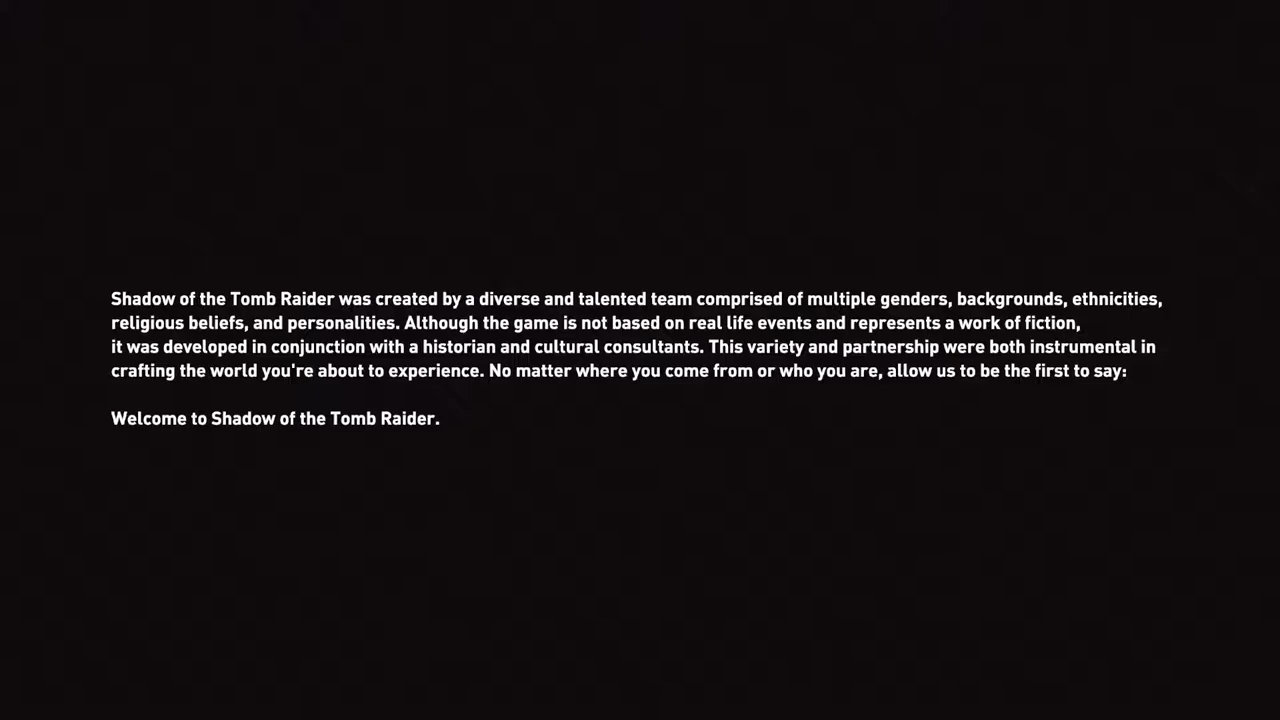 Shadow of the Tomb Raider was created by a diverse and talented team comprised of multiple genders, backgrounds, ethnicities,
religious beliefs, and personalities. Although the game is not based on real life events and represents a work of fiction,
it was developed in conjunction with a historian and cultural consultants. This variety and partnership were both instrumental in
crafting the world you're about to experience. No matter where you come from or who you are, allow us to be the first to say:
Welcome to Shadow of the Tomb Raider.